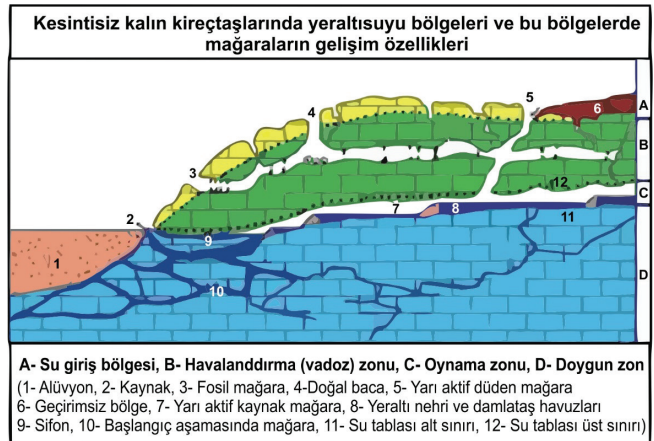 Kesintisiz kalın kireçtaşlarında yeraltısuyu bölgeleri ve bu bölgelerde
mağaraların gelişim özellikleri
4
5
6
A
B
3
12
C
2
7
8
11
9
1
10
D
A- Su giriş bölgesi, B- Havalanddırma (vadoz) zonu, C- Oynama zonu, D- Doygun zon
(1- Alüvyon, 2- Kaynak, 3- Fosil mağara, 4-Doğal baca, 5- Yarı aktif düden mağara
6- Geçirimsiz bölge, 7- Yarı aktif kaynak mağara, 8- Yeraltı nehri ve damlataş havuzları
9- Sifon, 10- Başlangıç aşamasında mağara, 11- Su tablası alt sınırı, 12- Su tablası üst sınırı)